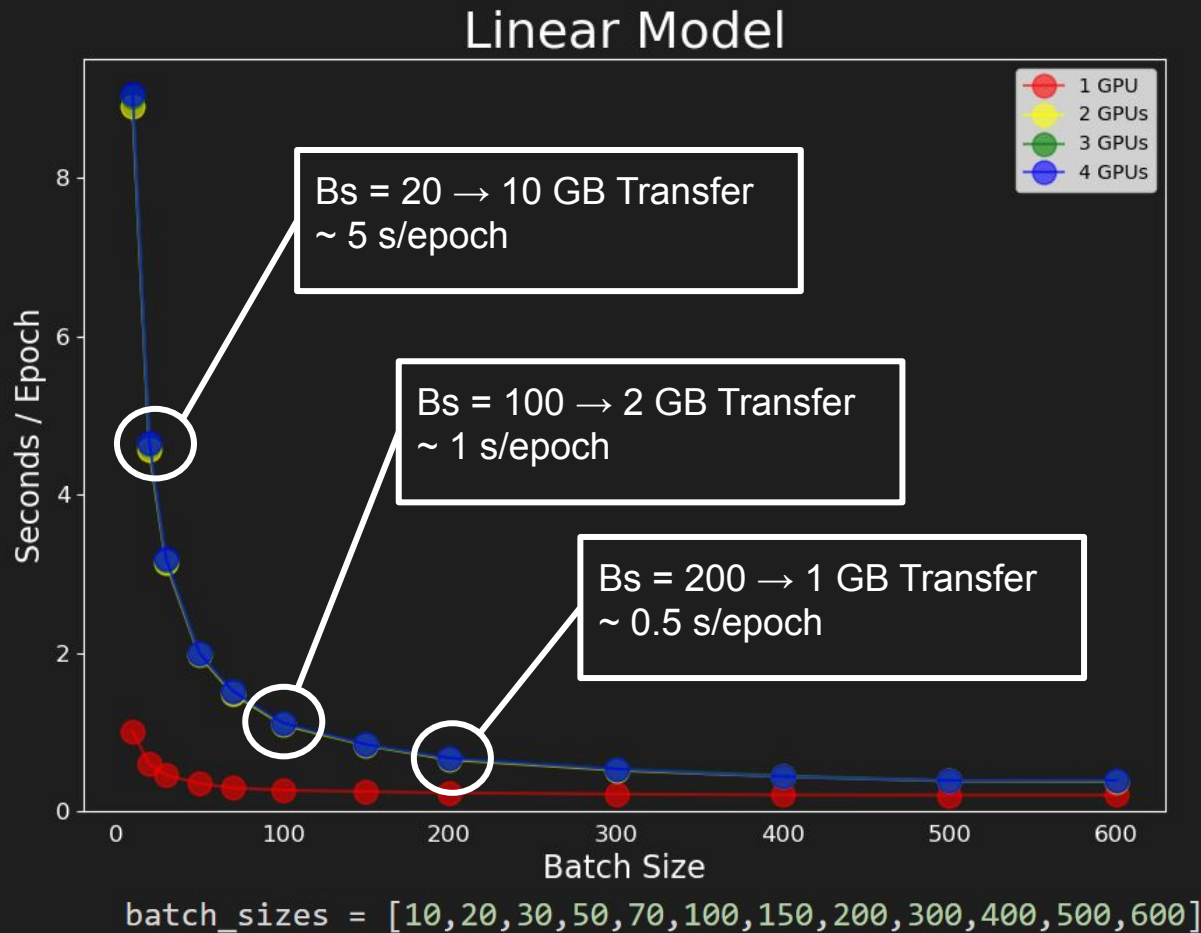 Linear Model
1 GPU
2 GPUs
3 GPUs
4 GPUs
Bs = 20 → 10 GB Transfer
~ 5 s/epoch
Bs = 100 → 2 GB Transfer
~ 1 s/epoch
Bs = 200 → 1 GB Transfer
~ 0.5 s/epoch
Seconds / Epoch
8
6
4
2
0
0 100 200 300 400 500 600
Batch Size
batch_sizes = [10,20,30,50,70,100,150,200,300,400,500,600]